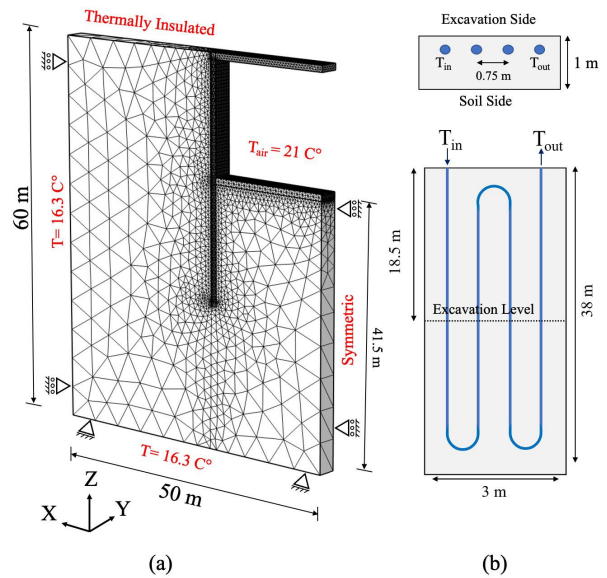 Thermally Insulated
60 m
T= 16.3 C°
T_air = 21 C°
Symmetric
41.5 m
T= 16.3 C°
50 m
Z
X
Y
(a)
Excavation Side
T_in
T_out
0.75 m
1 m
Soil Side
T_in
T_out
18.5 m
Excavation Level
38 m
3 m
(b)